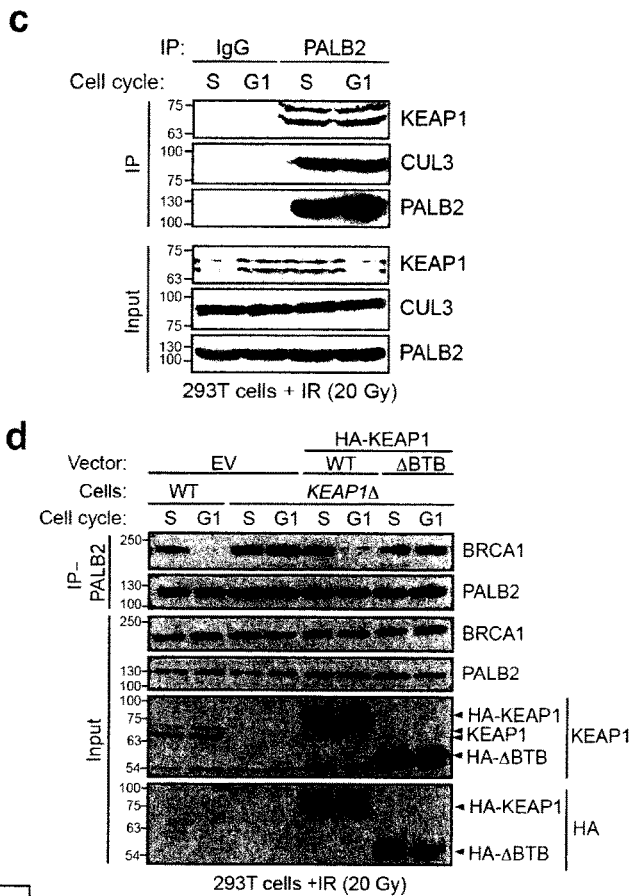 c
IP: IgG PALB2
Cell cycle: S G1 S G1
IP
75
63
KEAP1
100
75
CUL3
130
100
PALB2
Input
75
63
KEAP1
100
75
CUL3
130
100
PALB2
293T cells + IR (20 Gy)
d
HA-KEAP1
Vector: EV WT ΔBTB
Cells: WT KEAP1Δ
Cell cycle: S G1 S G1 S G1 S G1
IP–
PALB2
250
BRCA1
130
100
PALB2
Input
250
BRCA1
130
100
PALB2
100
75
63
54
HA-KEAP1
KEAP1
HA-ΔBTB
KEAP1
100
75
63
54
HA-KEAP1
HA-ΔBTB
HA
293T cells +IR (20 Gy)